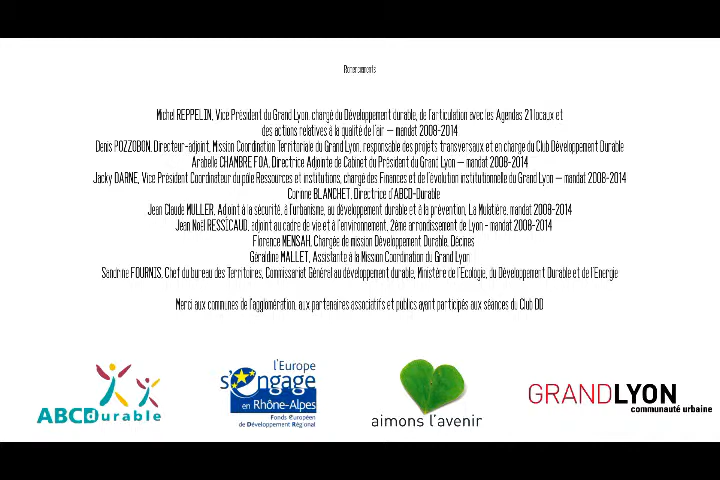 Remerciements
Michel REPPELIN, Vice Président du Grand Lyon, chargé du Développement durable, de l'articulation avec les Agendas 21 locaux et
des actions relatives à la qualité de l'air – mandat 2008-2014
Denis POZZOBON, Directeur-adjoint, Mission Coordination Territoriale du Grand Lyon, responsable des projets transversaux et en charge du Club Développement Durable
Arabelle CHAMBRE FOA, Directrice Adjointe de Cabinet du Président du Grand Lyon – mandat 2008-2014
Jacky DARNE, Vice Président Coordinateur du pôle Ressources et institutions, chargé des Finances et de l'évolution institutionnelle du Grand Lyon – mandat 2008-2014
Corinne BLANCHET, Directrice d'ABCD-Durable
Jean Claude MULLER, Adjoint à la sécurité, à l'urbanisme, au développement durable et à la prévention, La Mulatière, mandat 2008-2014
Jean Noël RESSICAUD, adjoint au cadre de vie et à l'environnement, 2ème arrondissement de Lyon - mandat 2008-2014
Florence MENSAH, Chargée de mission Développement Durable, Décines
Géraldine MALLET, Assistante à la Mission Coordination du Grand Lyon
Sandrine FOURNIS, Chef du bureau des Territoires, Commissariat Général au développement durable, Ministère de l'Ecologie, du Développement Durable et de l'Energie
Merci aux communes de l'agglomération, aux partenaires associatifs et publics ayant participés aux séances du Club DD
ABCDdurable
l'Europe
s'engage
en Rhône-Alpes
Fonds Européen
de Développement Régional
aimons l'avenir
GRANDLYON
communauté urbaine